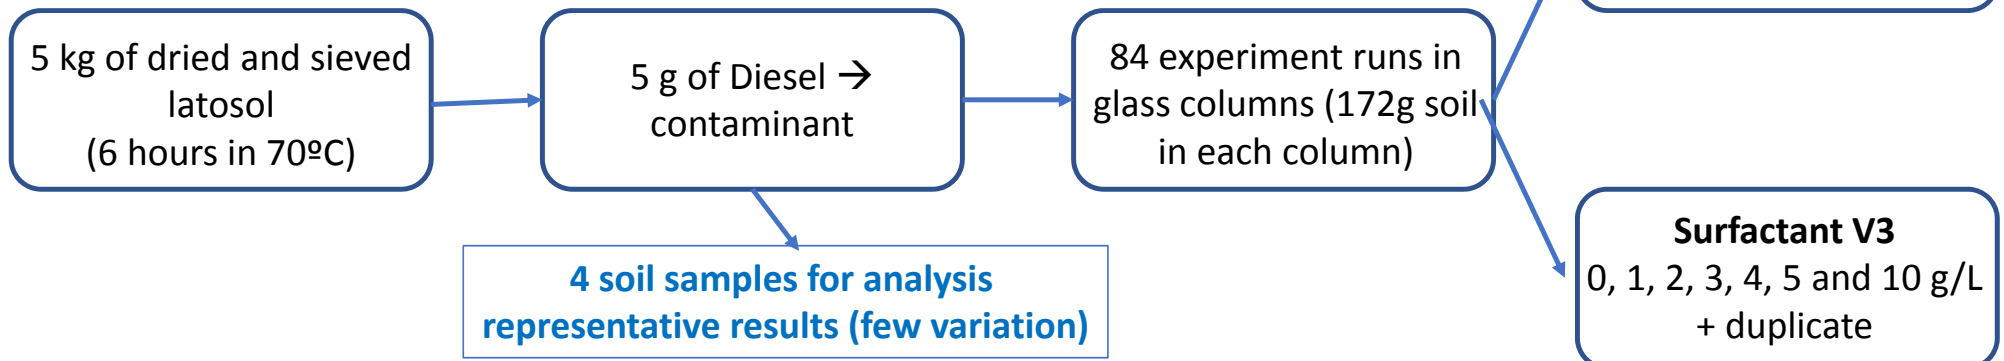 5 kg of dried and sieved
latosol
(6 hours in 70ºC)
5 g of Diesel →
contaminant
84 experiment runs in
glass columns (172g soil
in each column)
4 soil samples for analysis
representative results (few variation)
Surfactant V3
0, 1, 2, 3, 4, 5 and 10 g/L
+ duplicate